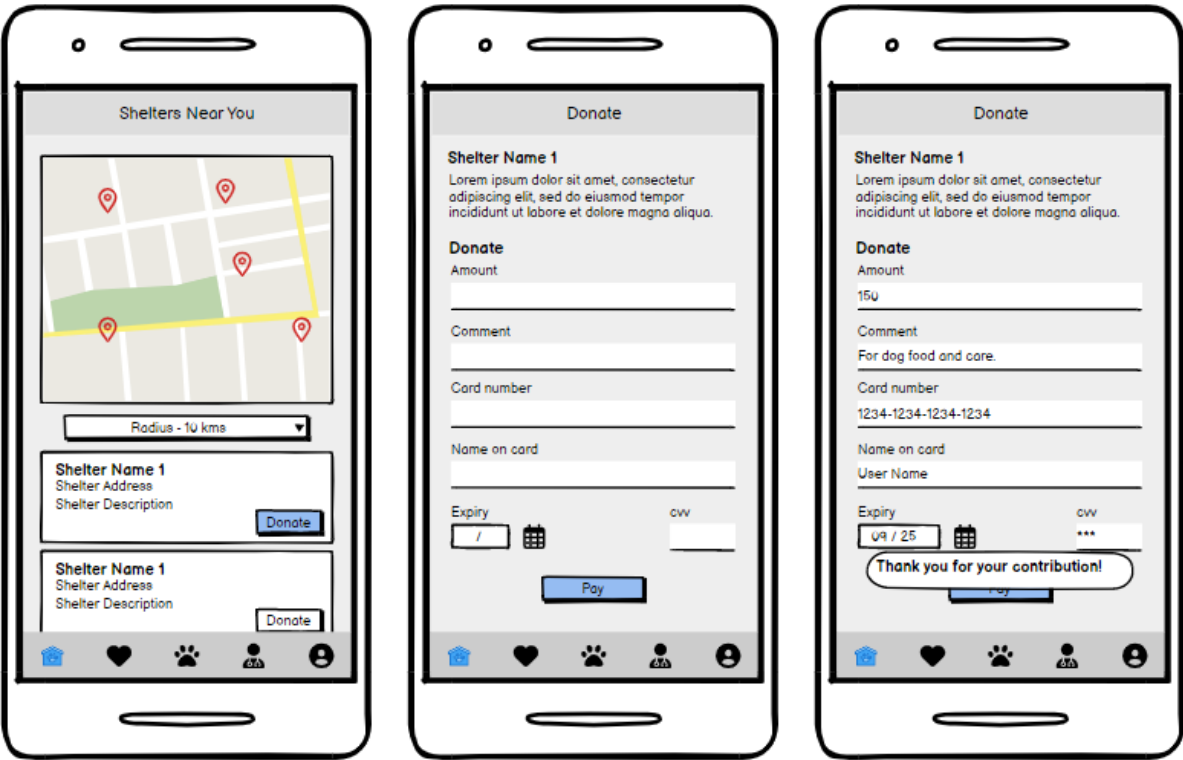 Shelters Near You
Radius - 10 kms
Shelter Name 1
Shelter Address
Shelter Description
Donate
Shelter Name 1
Shelter Address
Shelter Description
Donate
Donate
Shelter Name 1
Lorem ipsum dolor sit amet, consectetur
adipiscing elit, sed do eiusmod tempor
incididunt ut labore et dolore magna aliqua.
Donate
Amount
Comment
Card number
Name on card
Expiry
cvv
/
Pay
Donate
Shelter Name 1
Lorem ipsum dolor sit amet, consectetur
adipiscing elit, sed do eiusmod tempor
incididunt ut labore et dolore magna aliqua.
Donate
Amount
150
Comment
For dog food and care.
Card number
1234-1234-1234-1234
Name on card
User Name
Expiry
cvv
09 / 25
***
Thank you for your contribution!
Pay